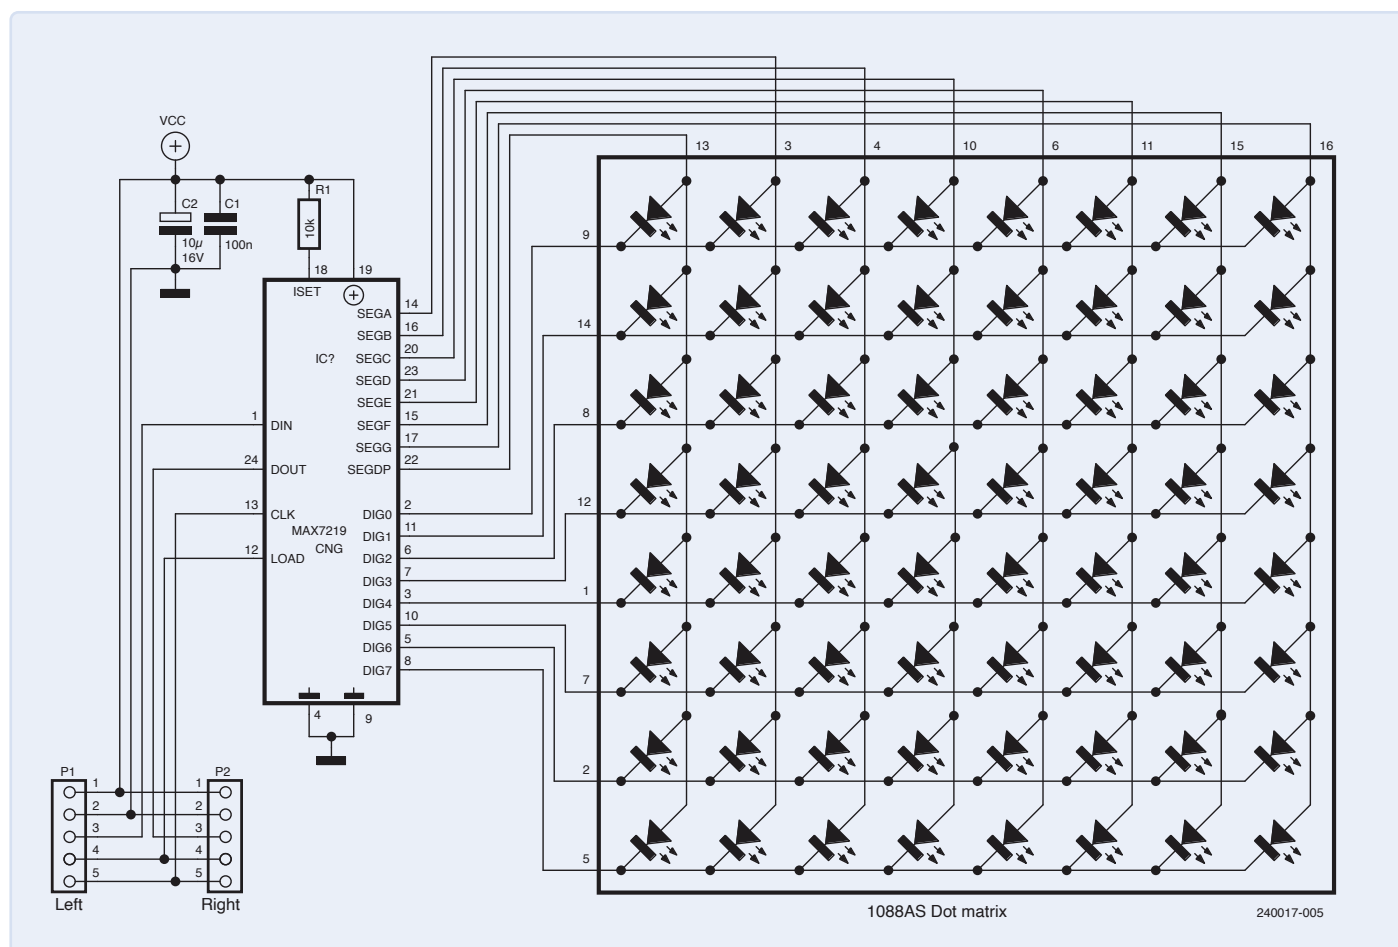 VCC
13 3 4 10 6 11 15 16
C2
C1
R1
10k
10µ
16V
100n
18
19
ISET
SEGA 14
SEGB 16
IC?
SEGC 20
SEGD 23
SEGE 21
1 DIN
SEGF 15
SEGG 17
24 DOUT
SEGDP 22
13 CLK
DIG0 2
MAX7219
CNG
DIG1 11
12 LOAD
DIG2 6
DIG3 7
DIG4 3
DIG5 10
DIG6 5
DIG7 8
4
9
9
14
8
12
1
7
2
5
P1
P2
1 1
2 2
3 3
4 4
5 5
Left
Right
1088AS Dot matrix
240017-005